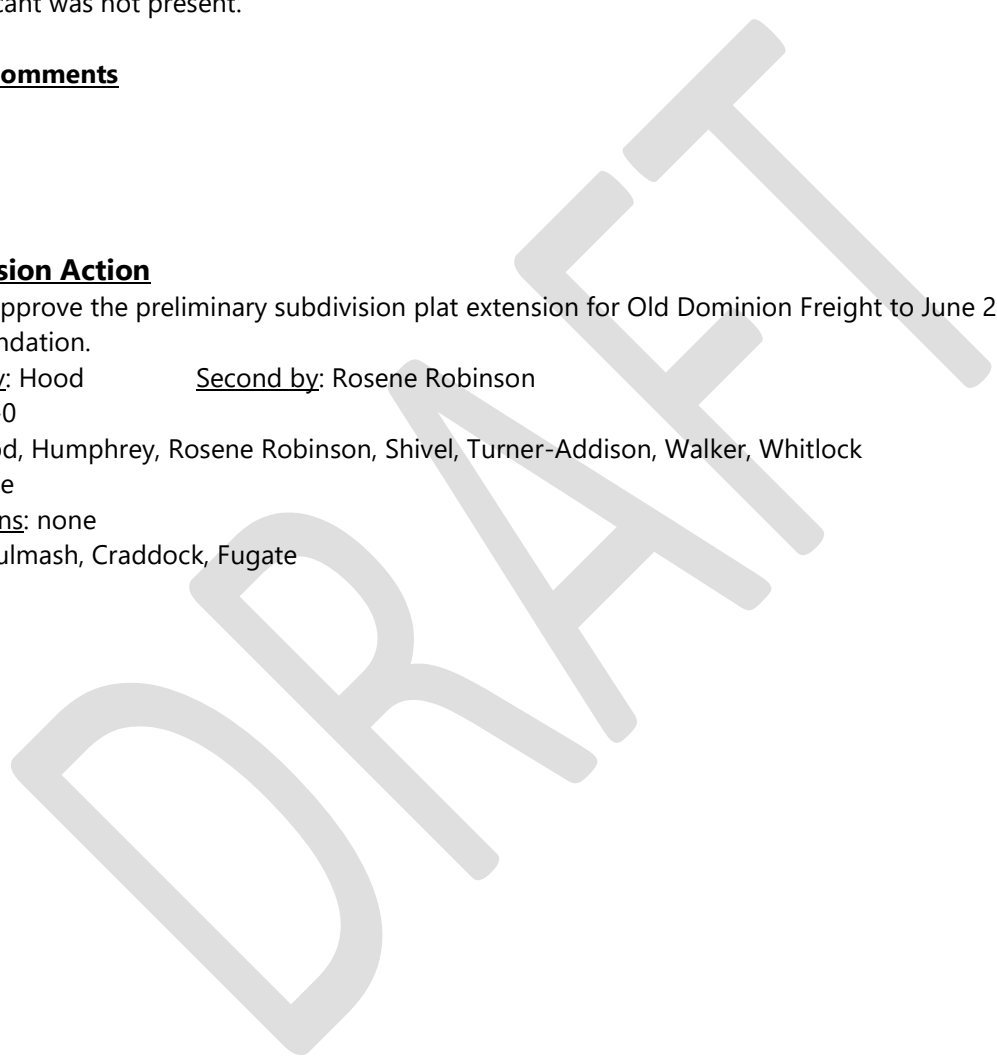 cant was not present.
omments
sion Action
pprove the preliminary subdivision plat extension for Old Dominion Freight to June 2
ndation.
y: Hood Second by: Rosene Robinson
-0
od, Humphrey, Rosene Robinson, Shivel, Turner-Addison, Walker, Whitlock
e
ns: none
ulmash, Craddock, Fugate
DRAFT